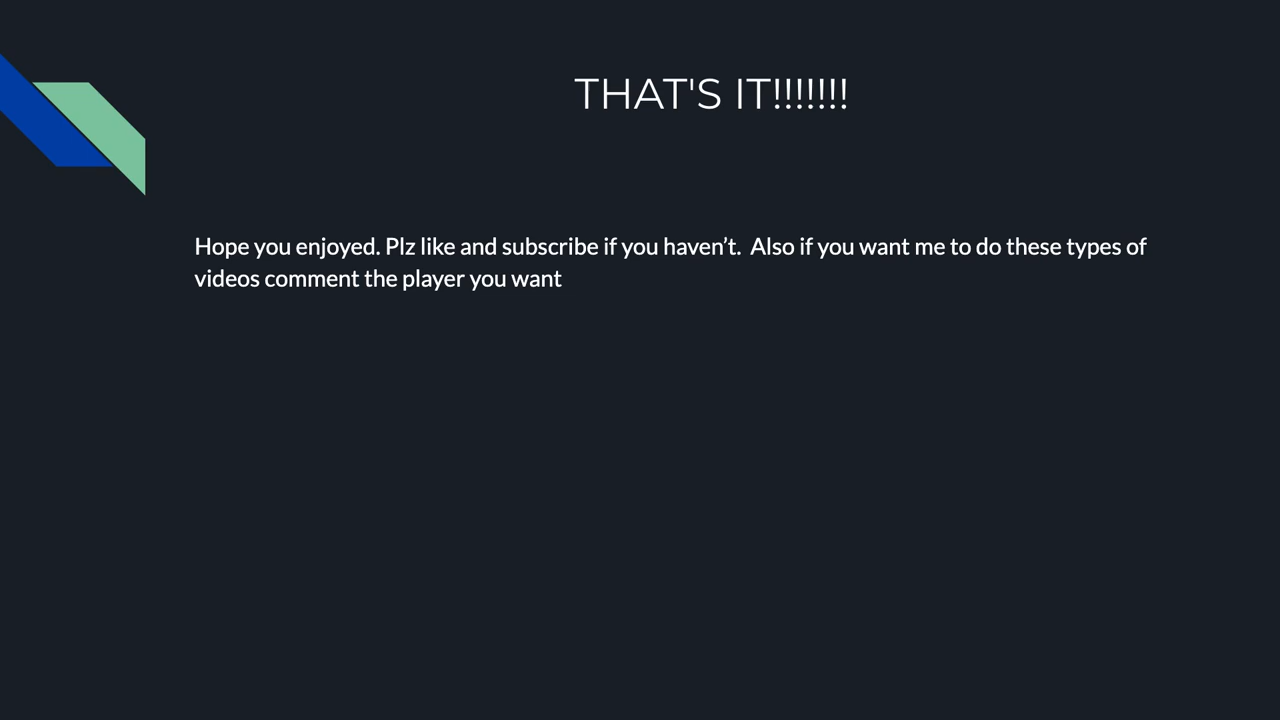 THAT'S IT!!!!!!!
Hope you enjoyed. Plz like and subscribe if you haven’t.  Also if you want me to do these types of
videos comment the player you want